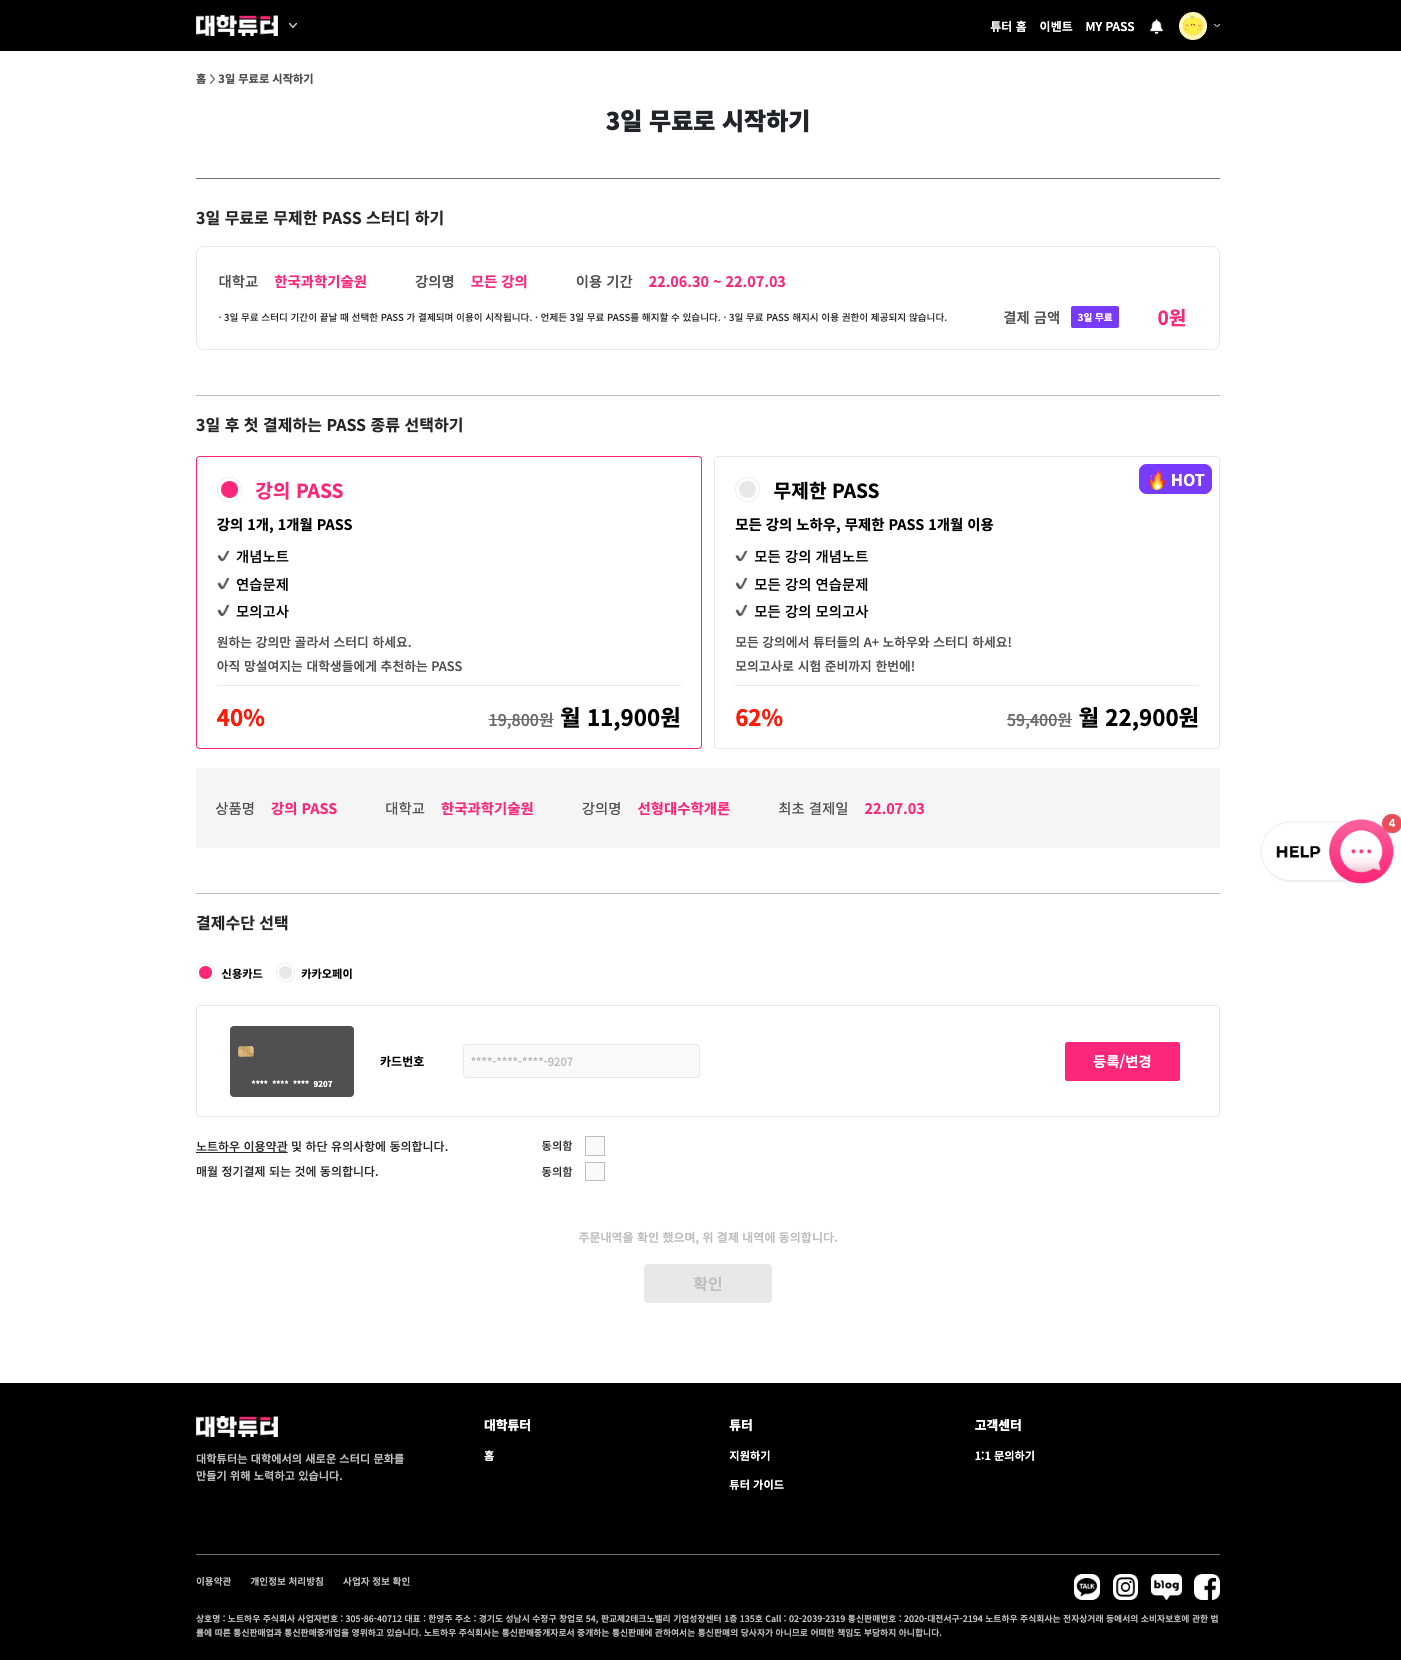 대학튜터
튜터 홈 이벤트 MY PASS
홈 > 3일 무료로 시작하기
3일 무료로 시작하기
3일 무료로 무제한 PASS 스터디 하기
대학교 한국과학기술원 강의명 모든 강의 이용 기간 22.06.30 ~ 22.07.03
· 3일 무료 스터디 기간이 끝날 때 선택한 PASS 가 결제되며 이용이 시작됩니다. · 언제든 3일 무료 PASS를 해지할 수 있습니다. · 3일 무료 PASS 해지시 이용 권한이 제공되지 않습니다.
결제 금액 3일 무료 0원
3일 후 첫 결제하는 PASS 종류 선택하기
강의 PASS
강의 1개, 1개월 PASS
개념노트
연습문제
모의고사
원하는 강의만 골라서 스터디 하세요.
아직 망설여지는 대학생들에게 추천하는 PASS
40% 19,800원 월 11,900원
무제한 PASS
HOT
모든 강의 노하우, 무제한 PASS 1개월 이용
모든 강의 개념노트
모든 강의 연습문제
모든 강의 모의고사
모든 강의에서 튜터들의 A+ 노하우와 스터디 하세요!
모의고사로 시험 준비까지 한번에!
62% 59,400원 월 22,900원
상품명 강의 PASS 대학교 한국과학기술원 강의명 선형대수학개론 최초 결제일 22.07.03
HELP
4
결제수단 선택
신용카드 카카오페이
**** **** **** 9207
카드번호
****-****-****-9207
등록/변경
노트하우 이용약관 및 하단 유의사항에 동의합니다. 동의함
매월 정기결제 되는 것에 동의합니다. 동의함
주문내역을 확인 했으며, 위 결제 내역에 동의합니다.
확인
대학튜터
대학튜터는 대학에서의 새로운 스터디 문화를
만들기 위해 노력하고 있습니다.
대학튜터
홈
튜터
지원하기
튜터 가이드
고객센터
1:1 문의하기
이용약관 개인정보 처리방침 사업자 정보 확인
TALK
blog
상호명 : 노트하우 주식회사 사업자번호 : 305-86-40712 대표 : 한영주 주소 : 경기도 성남시 수정구 창업로 54, 판교제2테크노밸리 기업성장센터 1층 135호 Call : 02-2039-2319 통신판매번호 : 2020-대전서구-2194 노트하우 주식회사는 전자상거래 등에서의 소비자보호에 관한 법
률에 따른 통신판매업과 통신판매중개업을 영위하고 있습니다. 노트하우 주식회사는 통신판매중개자로서 중개하는 통신판매에 관하여서는 통신판매의 당사자가 아니므로 어떠한 책임도 부담하지 아니합니다.